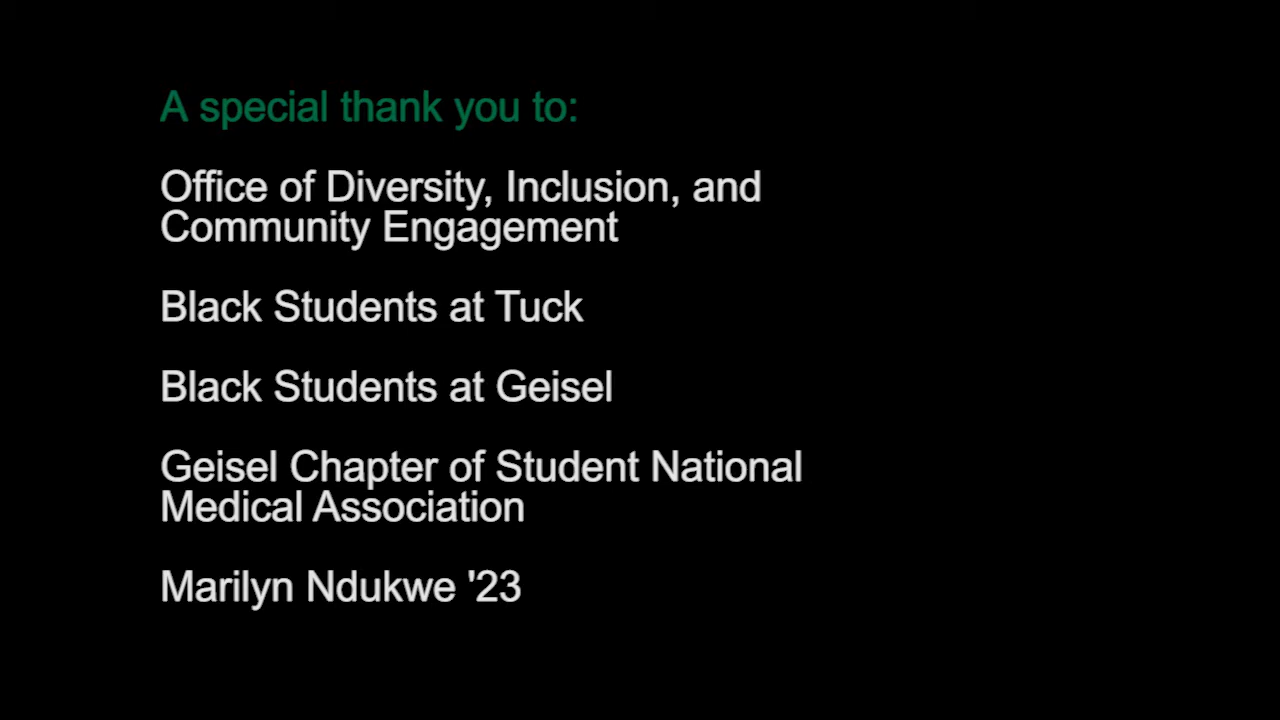 A special thank you to:
Office of Diversity, Inclusion, and
Community Engagement
Black Students at Tuck
Black Students at Geisel
Geisel Chapter of Student National
Medical Association
Marilyn Ndukwe '23